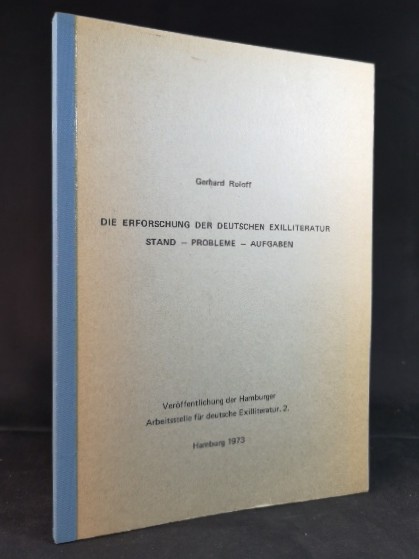 Gerhard Ruloff
DIE ERFORSCHUNG DER DEUTSCHEN EXILLITERATUR
STAND – PROBLEME – AUFGABEN
Veröffentlichung der Hamburger
Arbeitsstelle für deutsche Exilliteratur, 2.
Hamburg 1973